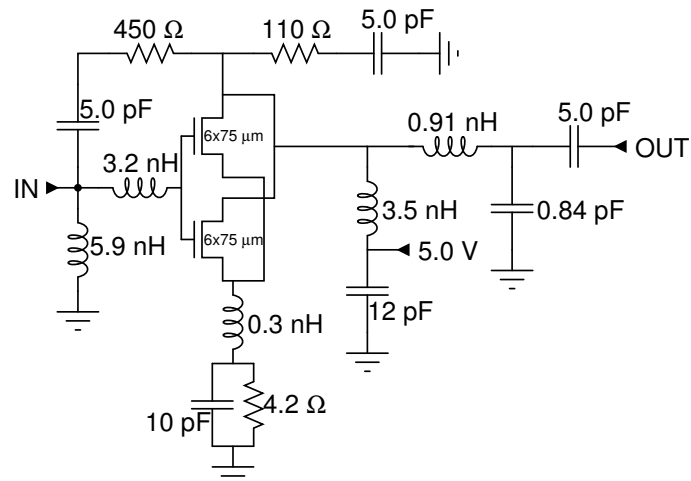 450 Ω
110 Ω
5.0 pF
5.0 pF
6x75 μm
0.91 nH
5.0 pF
OUT
3.2 nH
IN
3.5 nH
0.84 pF
5.9 nH
6x75 μm
5.0 V
0.3 nH
12 pF
10 pF
4.2 Ω